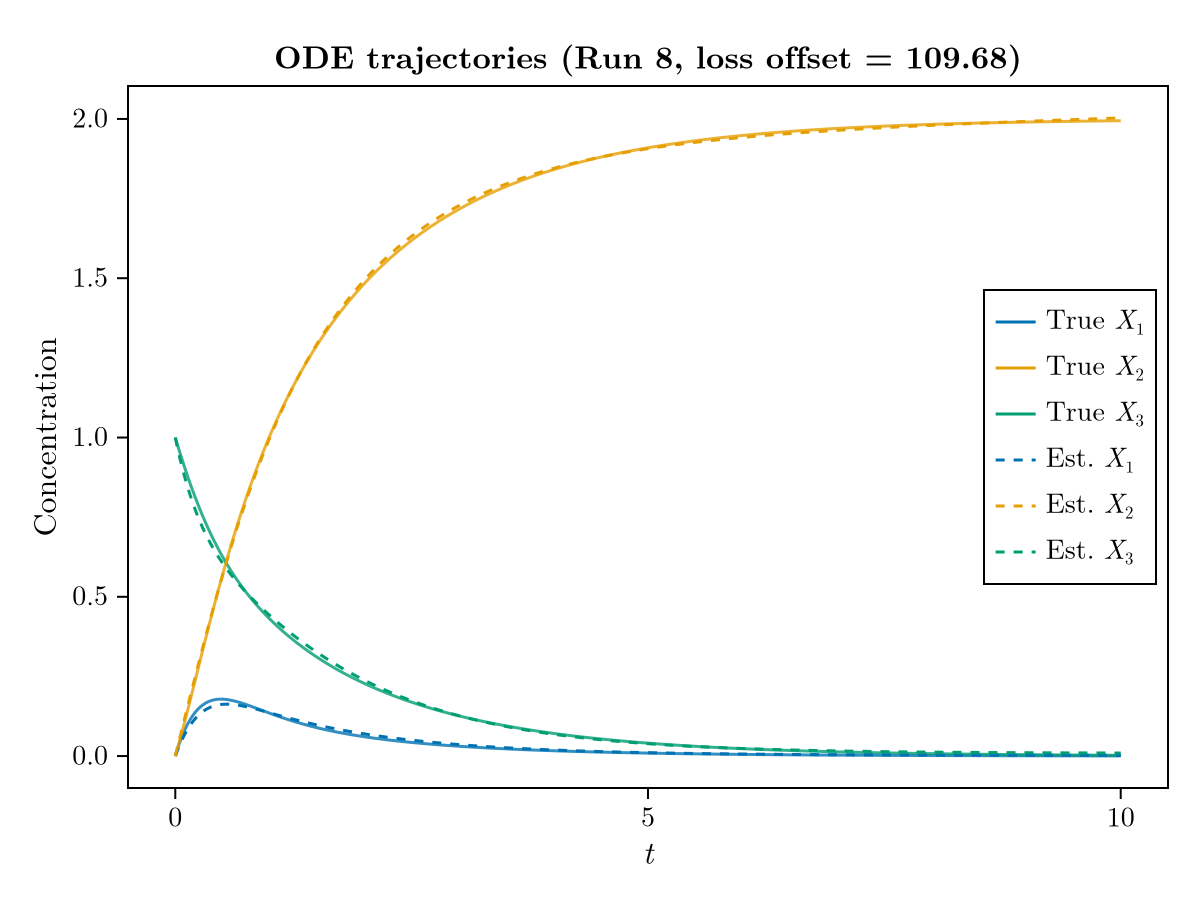 ODE trajectories (Run 8, loss offset = 109.68)
2.0
1.5
1.0
0.5
0.0
Concentration
0
5
10
t
True X₁
True X₂
True X₃
Est. X₁
Est. X₂
Est. X₃